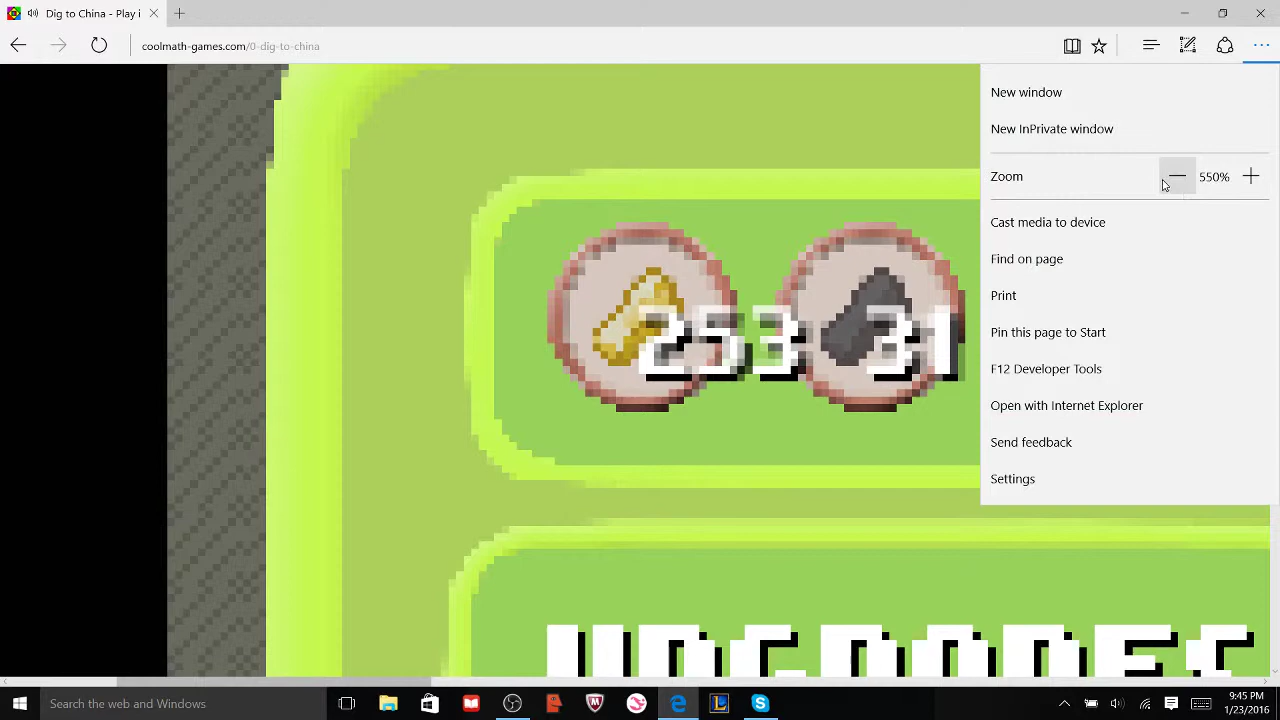 Dig to China - Play i
coolmath-games.com/0-dig-to-china
New window
New InPrivate window
Zoom 550%
Cast media to device
Find on page
Print
Pin this page to Start
F12 Developer Tools
Open with Internet Explorer
Send feedback
Settings
253 31
UPGRADES
Search the web and Windows
9:45 PM
1/23/2016